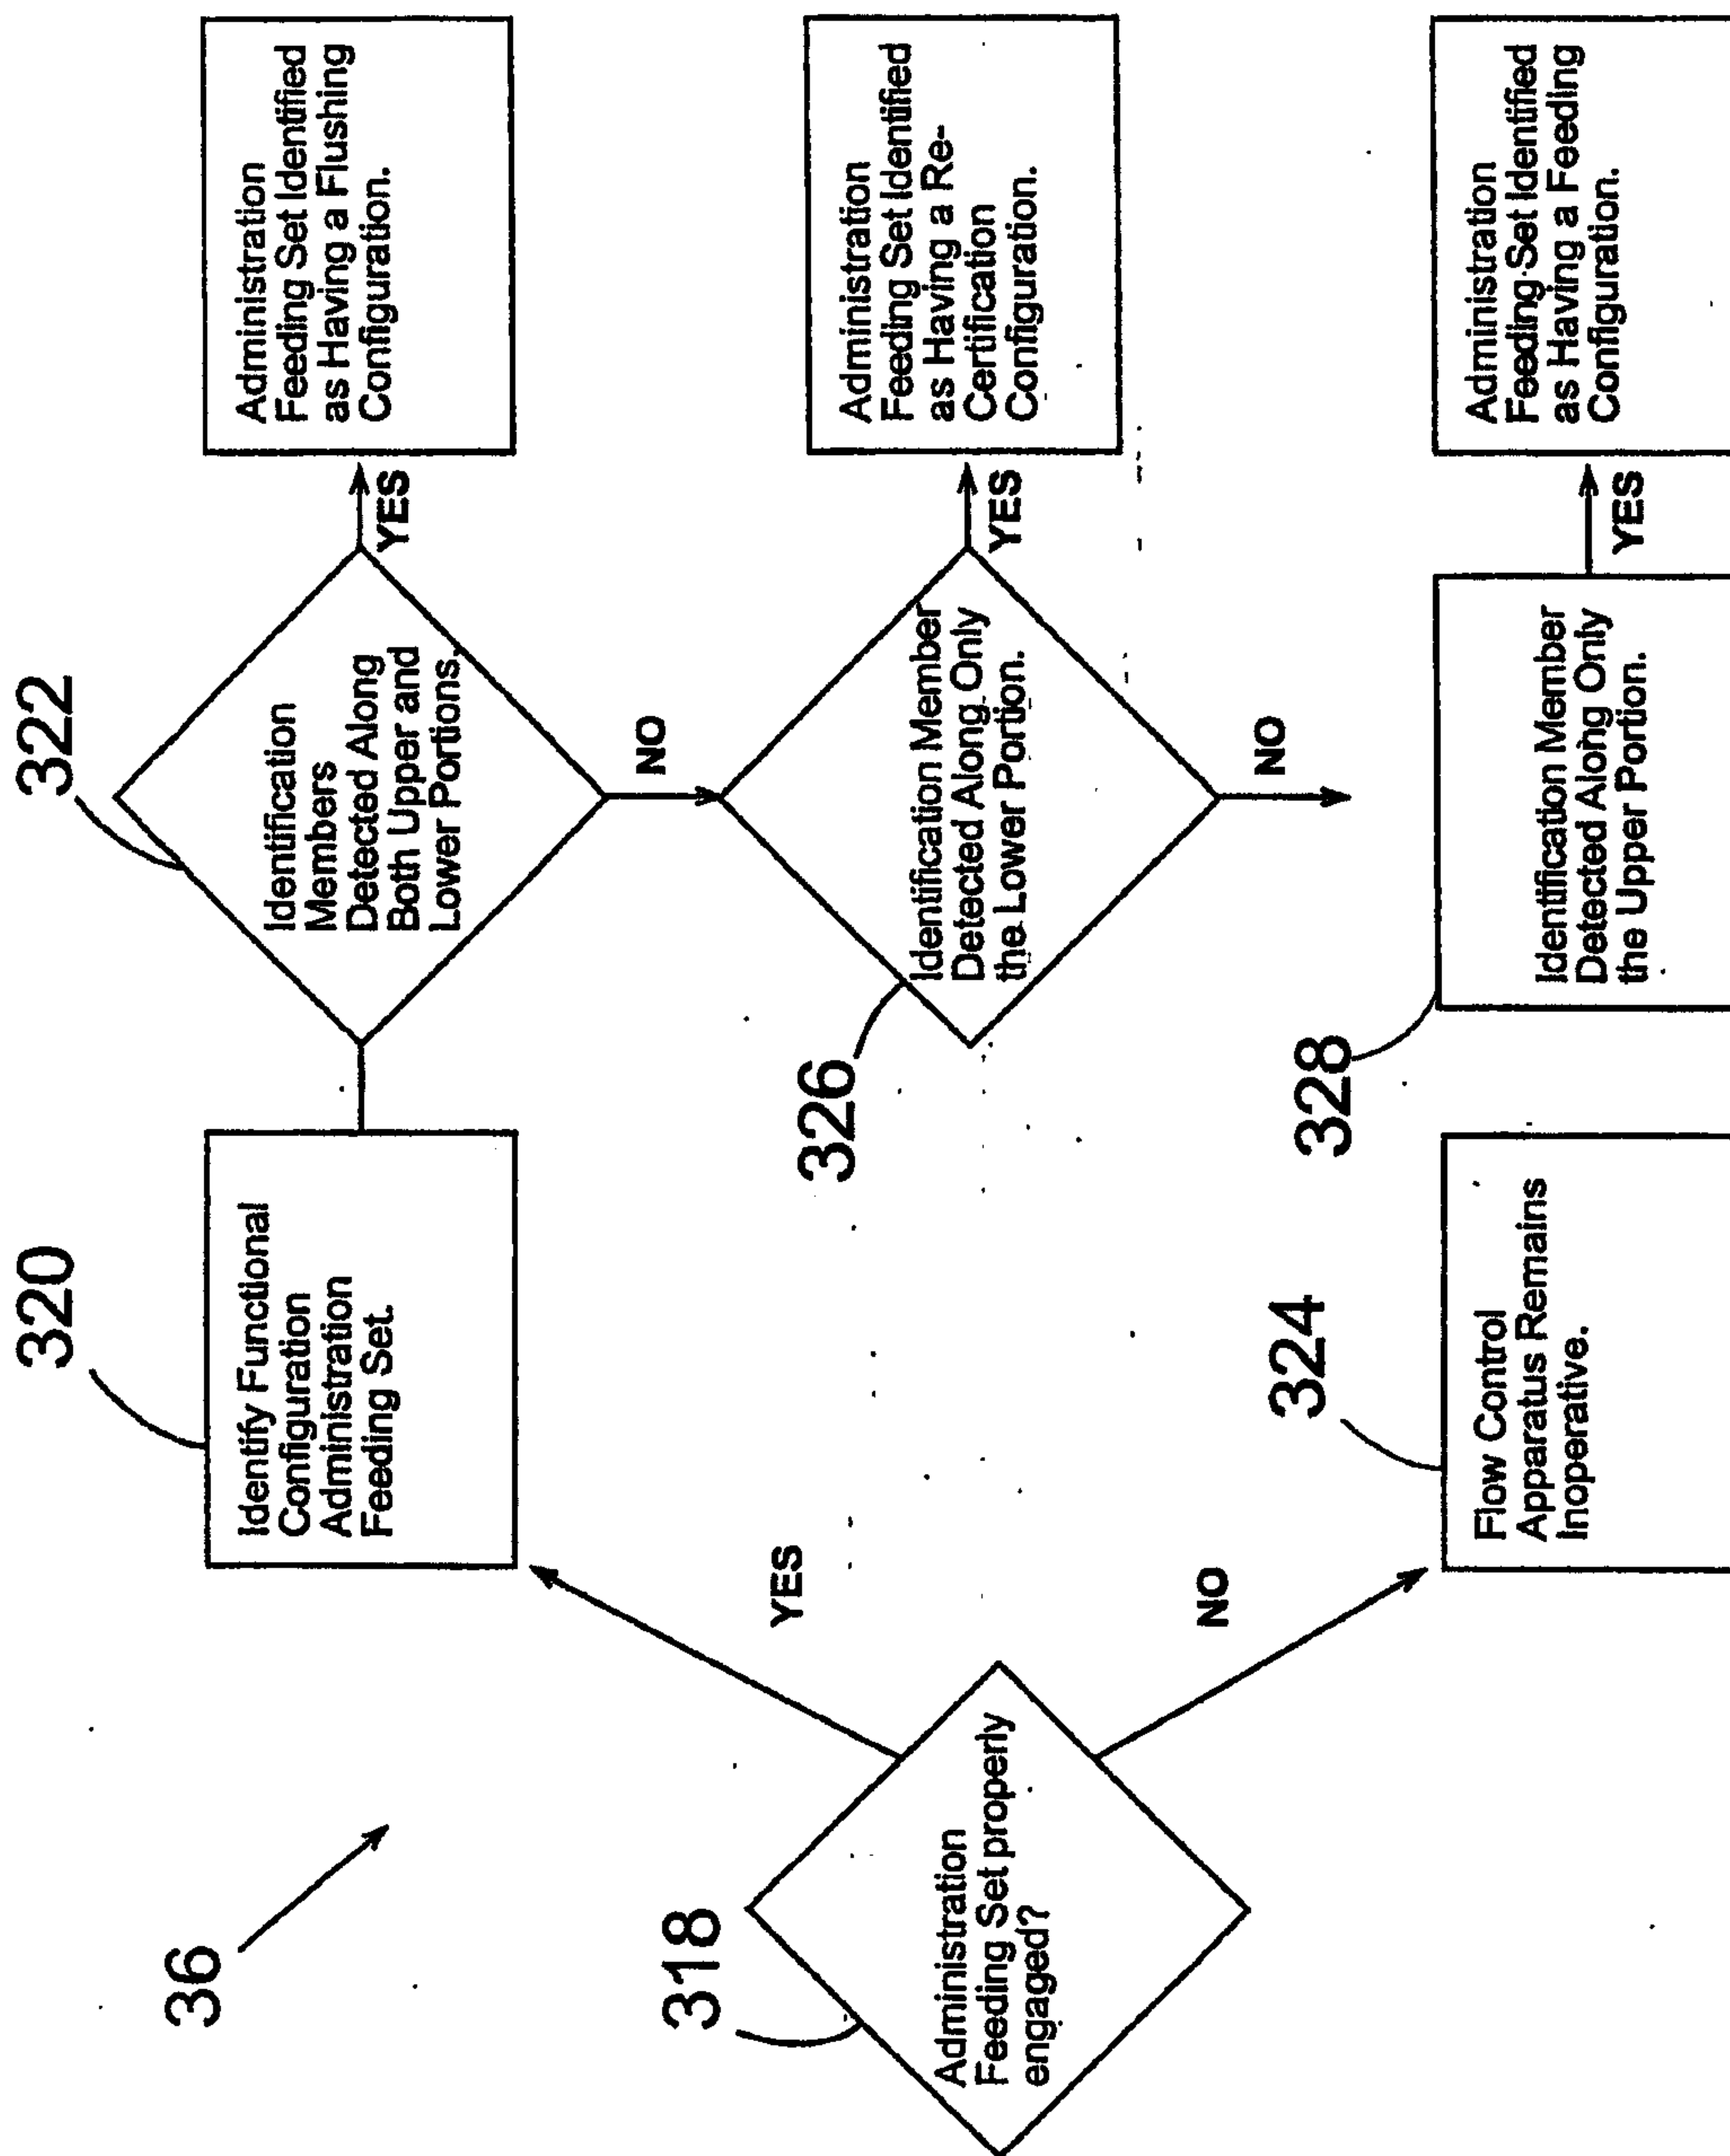 36
318
Administration
Feeding Set properly
engaged?
YES
NO
320
Identify Functional
Configuration
Administration
Feeding Set.
324
Flow Control
Apparatus Remains
Inoperative.
322
Identification
Members
Detected Along
Both Upper and
Lower Portions.
YES
Administration
Feeding Set Identified
as Having a Flushing
Configuration.
NO
326
Identification Member
Detected Along Only
the Lower Portion.
YES
Administration
Feeding Set Identified
as Having a Re-
Certification
Configuration.
NO
328
Identification Member
Detected Along Only
the Upper Portion.
YES
Administration
Feeding Set Identified
as Having a Feeding
Configuration.